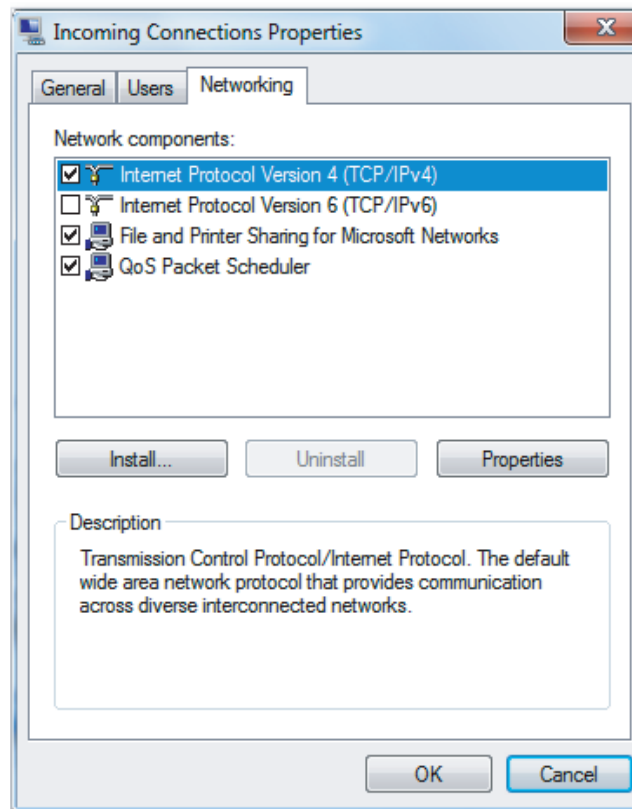 Incoming Connections Properties
General Users Networking
Network components:
Internet Protocol Version 4 (TCP/IPv4)
Internet Protocol Version 6 (TCP/IPv6)
File and Printer Sharing for Microsoft Networks
QoS Packet Scheduler
Install... Uninstall Properties
Description
Transmission Control Protocol/Internet Protocol. The default
wide area network protocol that provides communication
across diverse interconnected networks.
OK Cancel